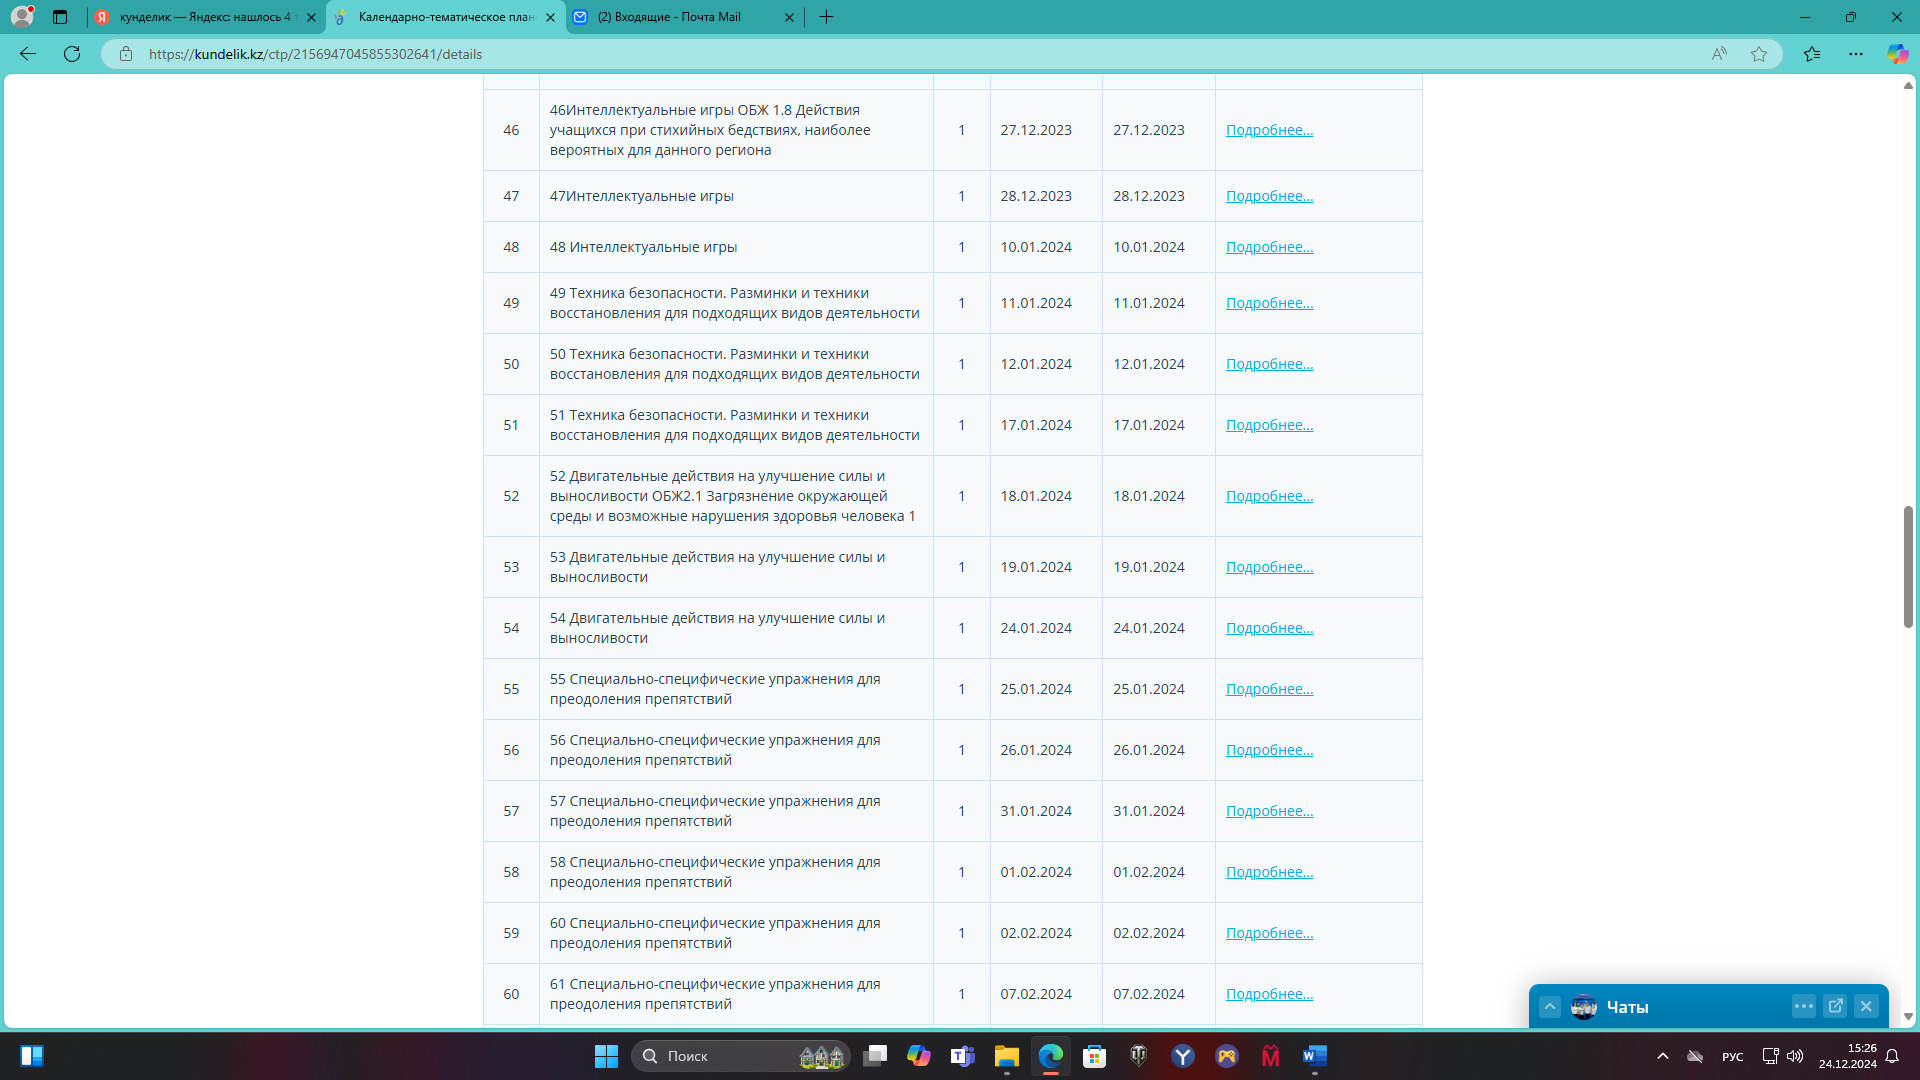 кунделик — Яндекс: нашлось 4 т
Календарно-тематическое план
(2) Входящие - Почта Mail
https://kundelik.kz/ctp/2156947045855302641/details
46 46Интеллектуальные игры ОБЖ 1.8 Действия учащихся при стихийных бедствиях, наиболее вероятных для данного региона 1 27.12.2023 27.12.2023 Подробнее...
47 47Интеллектуальные игры 1 28.12.2023 28.12.2023 Подробнее...
48 48 Интеллектуальные игры 1 10.01.2024 10.01.2024 Подробнее...
49 49 Техника безопасности. Разминки и техники восстановления для подходящих видов деятельности 1 11.01.2024 11.01.2024 Подробнее...
50 50 Техника безопасности. Разминки и техники восстановления для подходящих видов деятельности 1 12.01.2024 12.01.2024 Подробнее...
51 51 Техника безопасности. Разминки и техники восстановления для подходящих видов деятельности 1 17.01.2024 17.01.2024 Подробнее...
52 52 Двигательные действия на улучшение силы и выносливости ОБЖ2.1 Загрязнение окружающей среды и возможные нарушения здоровья человека 1 1 18.01.2024 18.01.2024 Подробнее...
53 53 Двигательные действия на улучшение силы и выносливости 1 19.01.2024 19.01.2024 Подробнее...
54 54 Двигательные действия на улучшение силы и выносливости 1 24.01.2024 24.01.2024 Подробнее...
55 55 Специально-специфические упражнения для преодоления препятствий 1 25.01.2024 25.01.2024 Подробнее...
56 56 Специально-специфические упражнения для преодоления препятствий 1 26.01.2024 26.01.2024 Подробнее...
57 57 Специально-специфические упражнения для преодоления препятствий 1 31.01.2024 31.01.2024 Подробнее...
58 58 Специально-специфические упражнения для преодоления препятствий 1 01.02.2024 01.02.2024 Подробнее...
59 60 Специально-специфические упражнения для преодоления препятствий 1 02.02.2024 02.02.2024 Подробнее...
60 61 Специально-специфические упражнения для преодоления препятствий 1 07.02.2024 07.02.2024 Подробнее...
Чаты
Поиск
РУС
15:26
24.12.2024